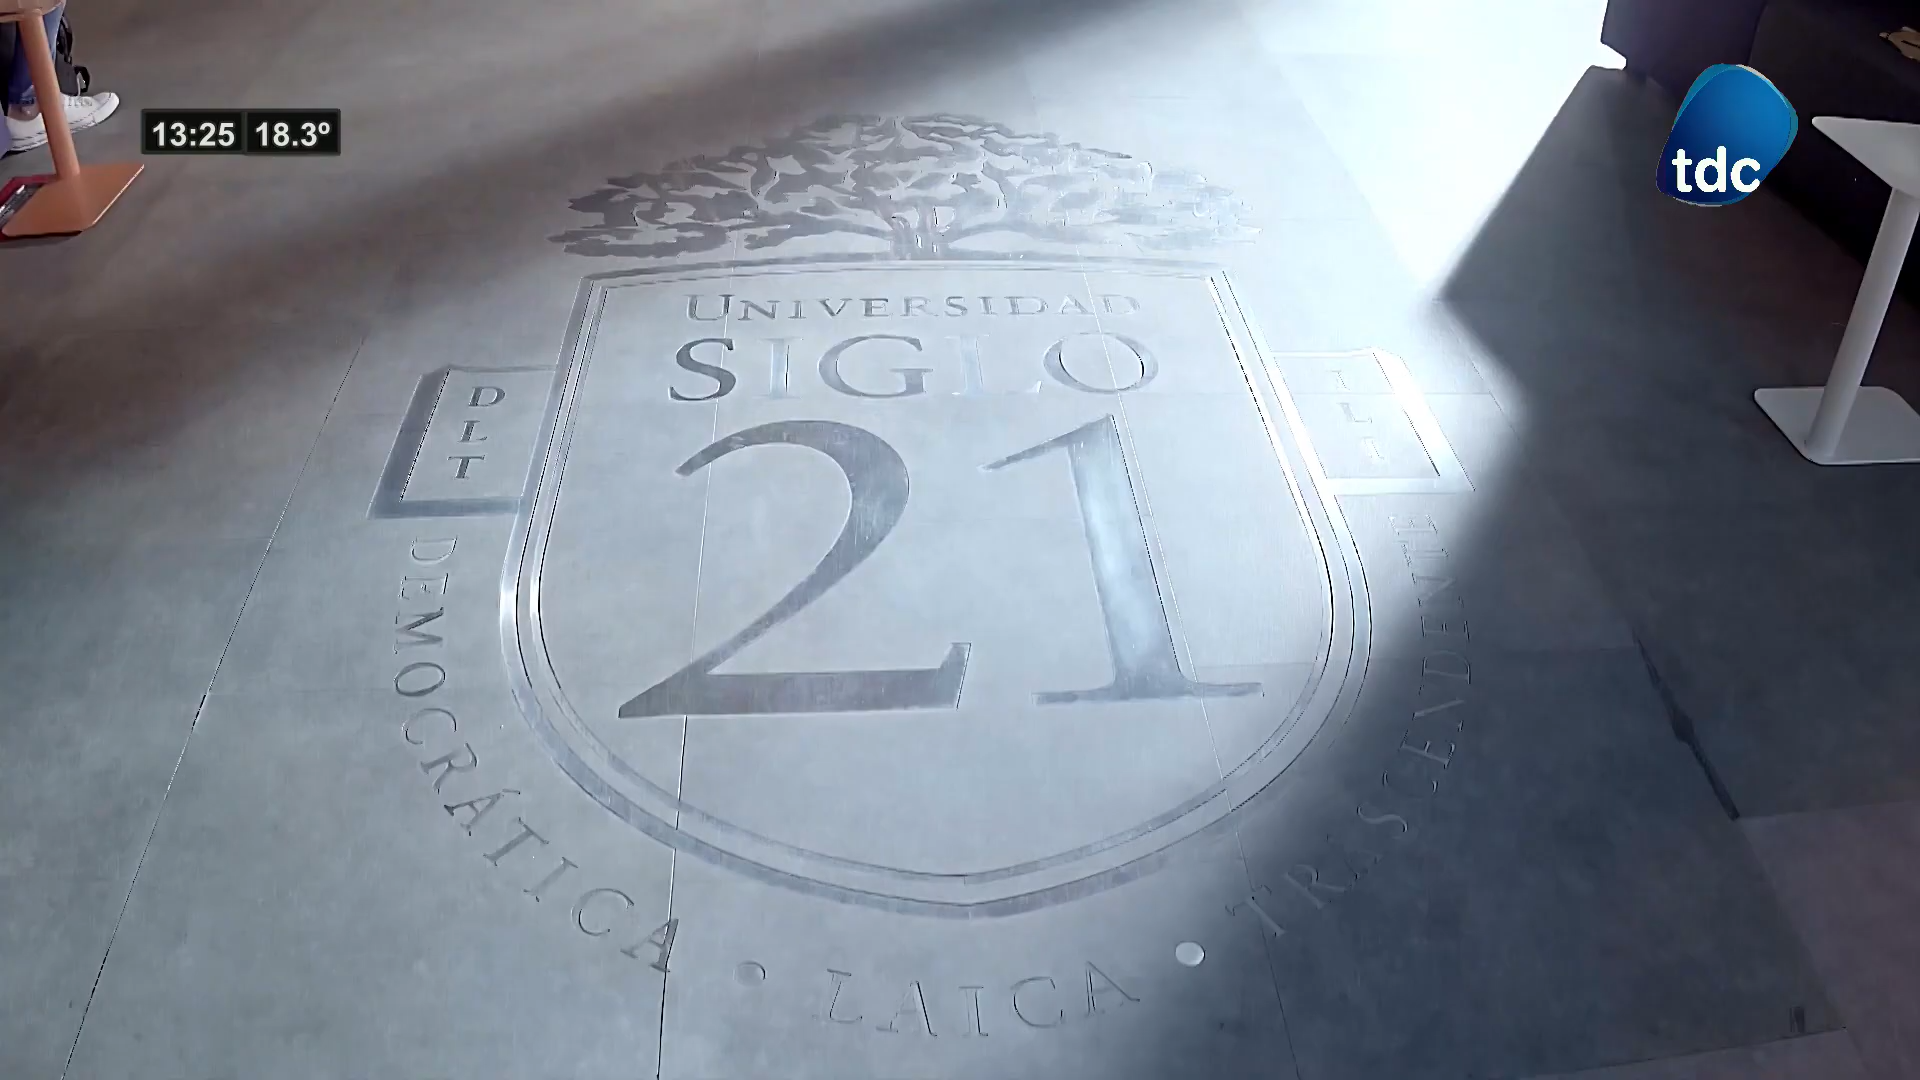 13:25 18.3º
tdc
UNIVERSIDAD
SIGLO
21
D
L
T
DEMOCRÁTICA • LAICA • TRASCENDENTE